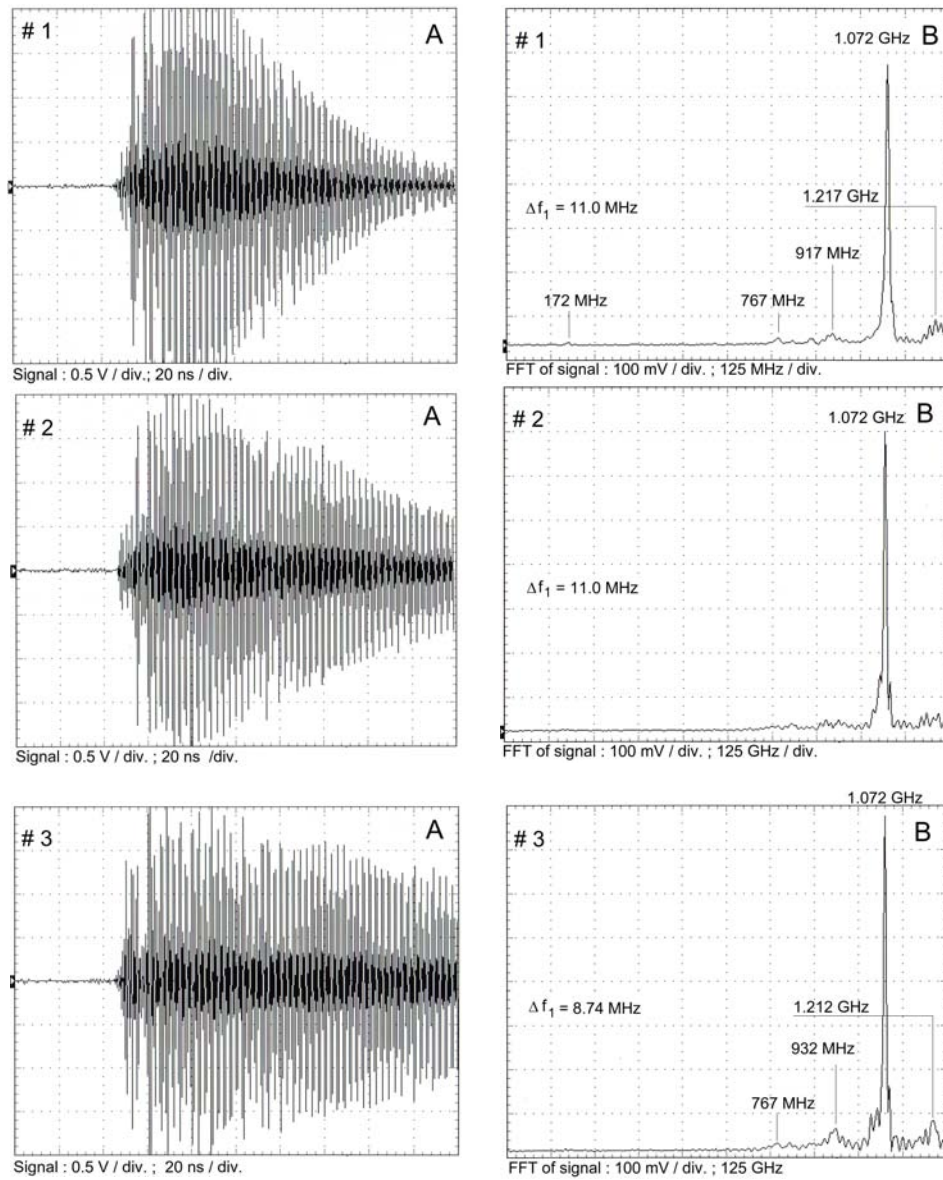 # 1
A
Signal : 0.5 V / div.; 20 ns / div.
# 1
B
1.072 GHz
Δ f1 = 11.0 MHz
1.217 GHz
917 MHz
172 MHz
767 MHz
FFT of signal : 100 mV / div. ; 125 MHz / div.
# 2
A
Signal : 0.5 V / div. ; 20 ns /div.
# 2
B
1.072 GHz
Δ f1 = 11.0 MHz
FFT of signal : 100 mV / div. ; 125 GHz / div.
# 3
A
Signal : 0.5 V / div. ; 20 ns / div.
1.072 GHz
# 3
B
Δ f1 = 8.74 MHz
1.212 GHz
932 MHz
767 MHz
FFT of signal : 100 mV / div. ; 125 GHz